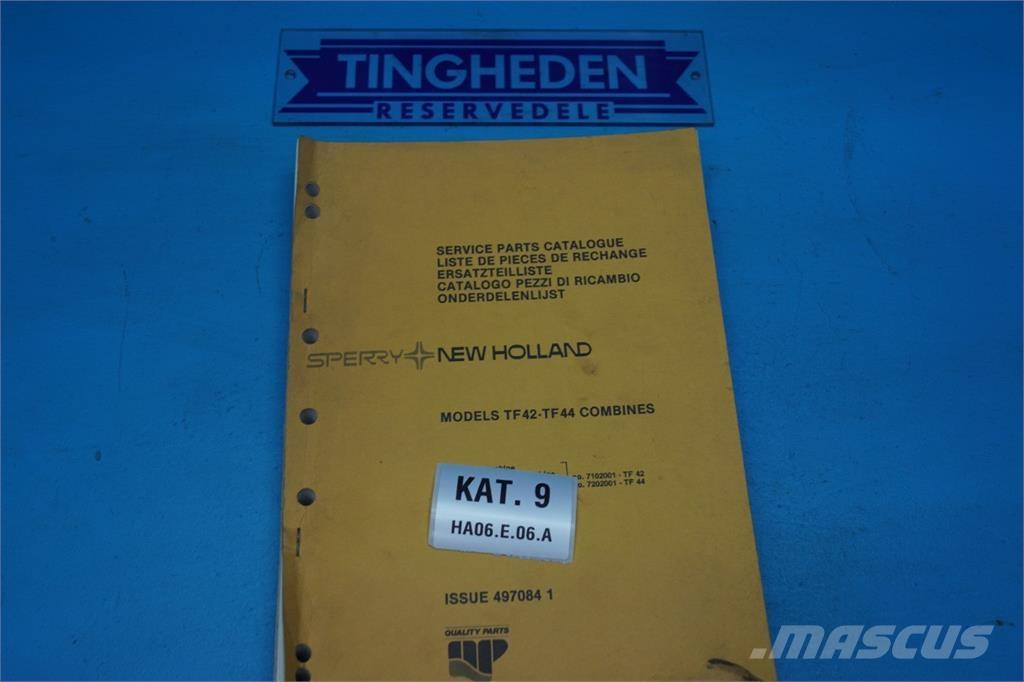 TINGHEDEN
RESERVEDELE
SERVICE PARTS CATALOGUE
LISTE DE PIECES DE RECHANGE
ERSATZTEILLISTE
CATALOGO PEZZI DI RICAMBIO
ONDERDELENLIJST
SPERRY NEW HOLLAND
MODELS TF42-TF44 COMBINES
7102001 - TF 42
7202001 - TF 44
KAT. 9
HA06.E.06.A
ISSUE 497084 1
QUALITY PARTS
MASCUS